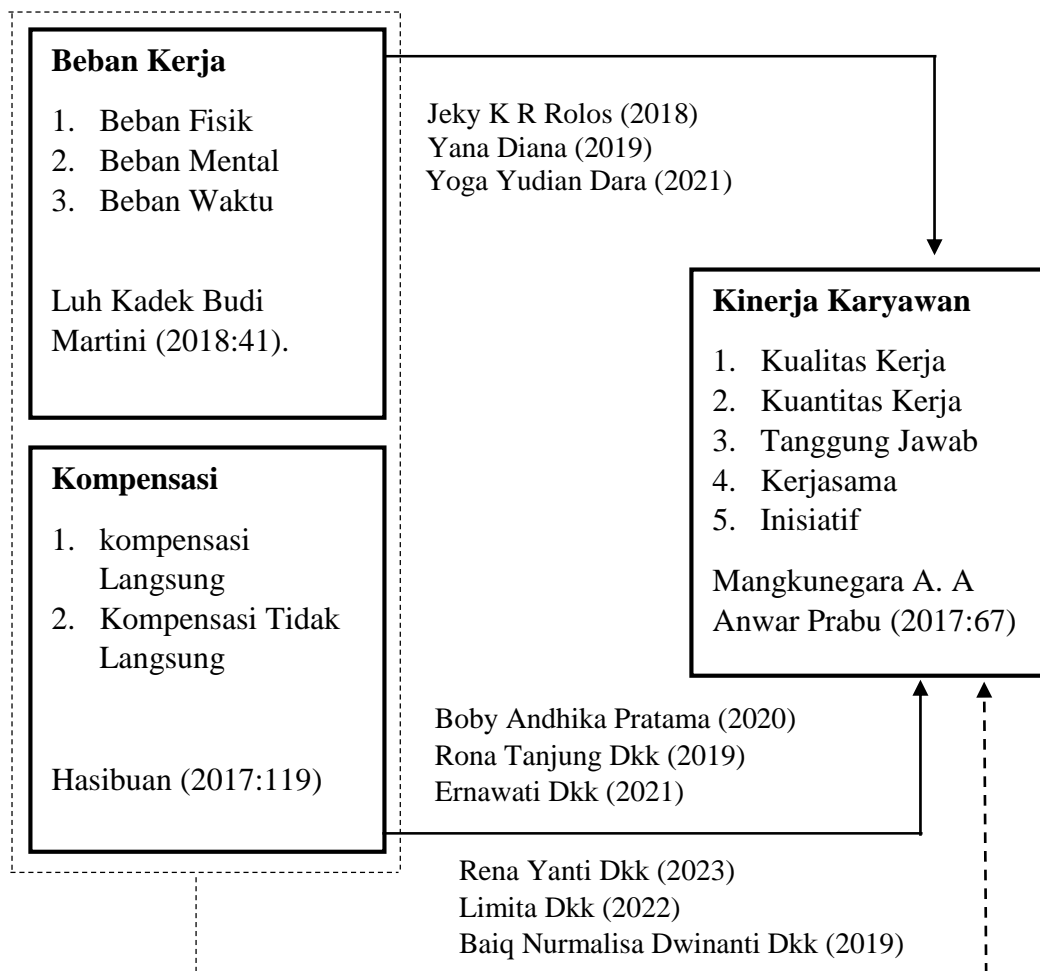 Beban Kerja
1. Beban Fisik
2. Beban Mental
3. Beban Waktu
Luh Kadek Budi
Martini (2018:41).
Jeky K R Rolos (2018)
Yana Diana (2019)
Yoga Yudian Dara (2021)
Kinerja Karyawan
1. Kualitas Kerja
2. Kuantitas Kerja
3. Tanggung Jawab
4. Kerjasama
5. Inisiatif
Mangkunegara A. A
Anwar Prabu (2017:67)
Kompensasi
1. kompensasi
Langsung
2. Kompensasi Tidak
Langsung
Hasibuan (2017:119)
Boby Andhika Pratama (2020)
Rona Tanjung Dkk (2019)
Ernawati Dkk (2021)
Rena Yanti Dkk (2023)
Limita Dkk (2022)
Baiq Nurmalisa Dwinanti Dkk (2019)